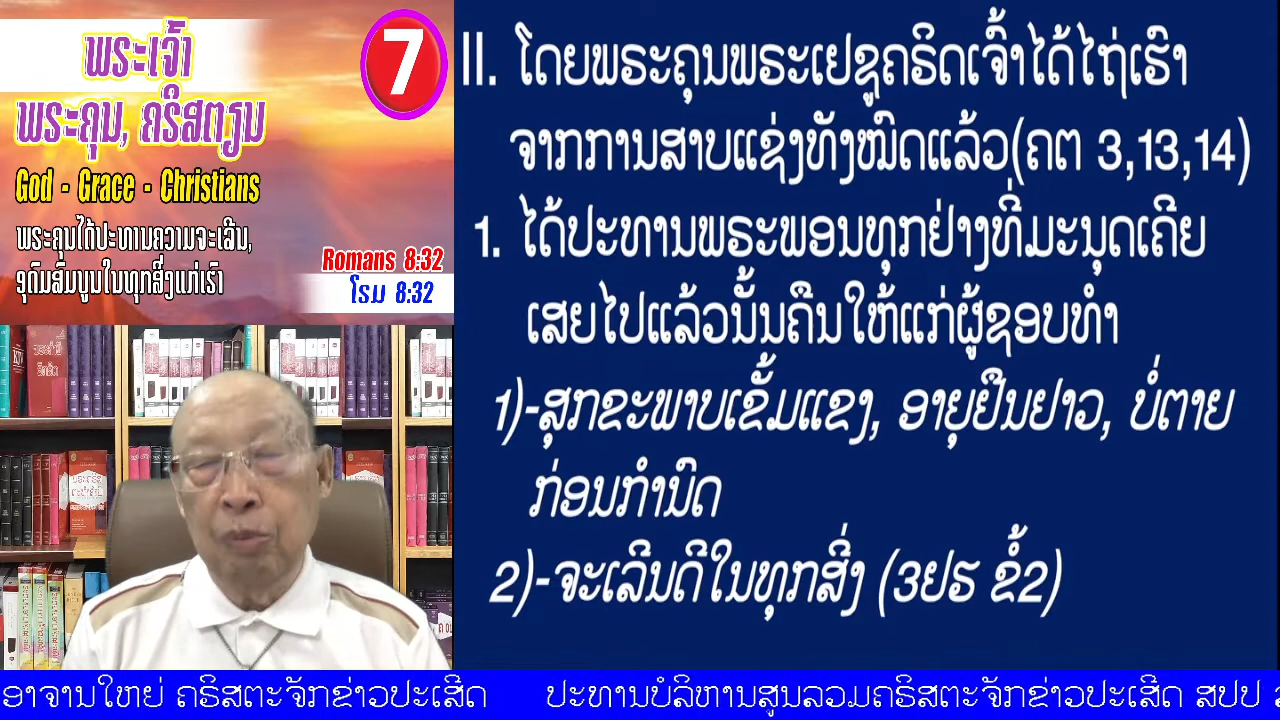 ພຣະເຈົ້າ
ພຣະຄຸນ, ຄຣິສຕຽນ
God - Grace - Christians
ພຣະຄຸນໄດ້ປະທານຄວາມຈະເລີນ,
ອຸດົມສົມບູນໃນທຸກສິ່ງແກ່ເຮົາ
7
Romans 8:32
ໂຣມ 8:32
II. ໂດຍພຣະຄຸນພຣະເຢຊູຄຣິດເຈົ້າໄດ້ໄຖ່ເຮົາ
ຈາກການສາບແຊ່ງທັງໝົດແລ້ວ(ຄຕ 3,13,14)
1. ໄດ້ປະທານພຣະພອນທຸກຢ່າງທີ່ມະນຸດເຄີຍ
ເສຍໄປແລ້ວນັ້ນຄືນໃຫ້ແກ່ຜູ້ຊອບທຳ
1)-ສຸກຂະພາບເຂັ້ມແຂງ, ອາຍຸຢືນຢາວ, ບໍ່ຕາຍ
ກ່ອນກຳນົດ
2)-ຈະເລີນດີໃນທຸກສິ່ງ (3ຢຮ ຂໍ້2)
ອາຈານໃຫຍ່ ຄຣິສຕະຈັກຂ່າວປະເສີດ ປະທານບໍລິຫານສູນລວມຄຣິສຕະຈັກຂ່າວປະເສີດ ສປປ